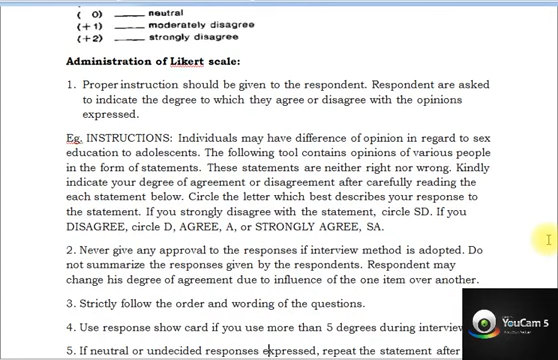 ( 0) ____ neutral
(+1) ____ moderately disagree
(+2) ____ strongly disagree
Administration of Likert scale:
1. Proper instruction should be given to the respondent. Respondent are asked
to indicate the degree to which they agree or disagree with the opinions
expressed.
Eg. INSTRUCTIONS: Individuals may have difference of opinion in regard to sex
education to adolescents. The following tool contains opinions of various people
in the form of statements. These statements are neither right nor wrong. Kindly
indicate your degree of agreement or disagreement after carefully reading the
each statement below. Circle the letter which best describes your response to
the statement. If you strongly disagree with the statement, circle SD. If you
DISAGREE, circle D, AGREE, A, or STRONGLY AGREE, SA.
2. Never give any approval to the responses if interview method is adopted. Do
not summarize the responses given by the respondents. Respondent may
change his degree of agreement due to influence of the one item over another.
3. Strictly follow the order and wording of the questions.
4. Use response show card if you use more than 5 degrees during interview
5. If neutral or undecided responses expressed, repeat the statement after
CyberLink
YouCam 5